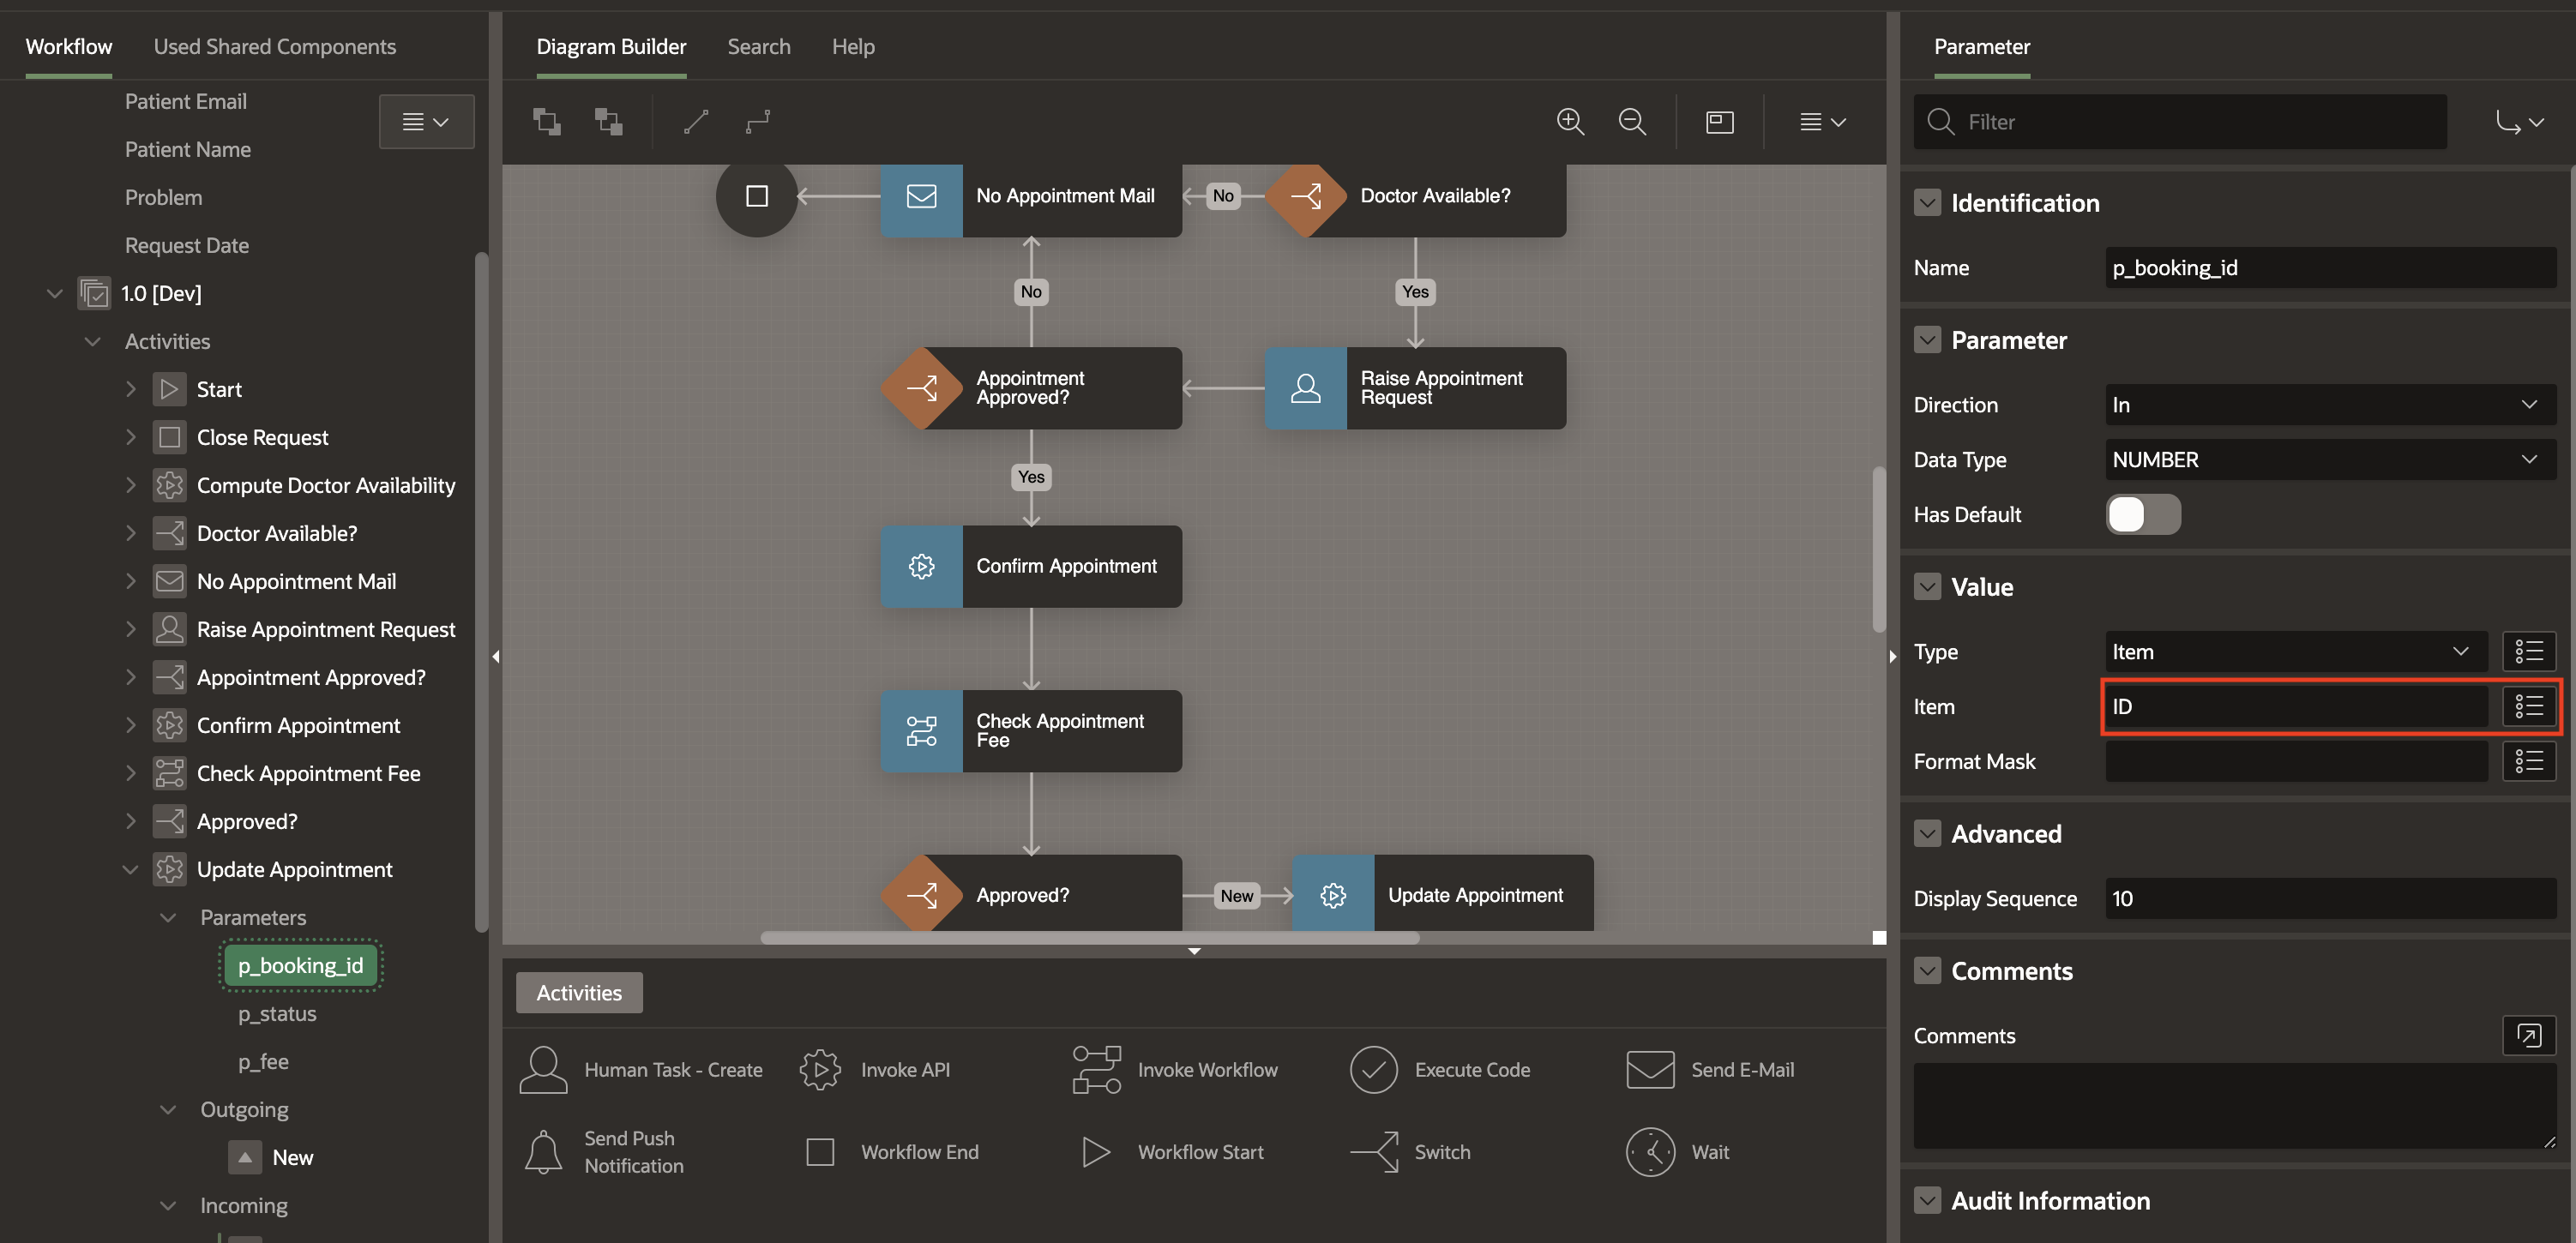 Workflow
Used Shared Components
Patient Email
Patient Name
Problem
Request Date
1.0 [Dev]
Activities
Start
Close Request
Compute Doctor Availability
Doctor Available?
No Appointment Mail
Raise Appointment Request
Appointment Approved?
Confirm Appointment
Check Appointment Fee
Approved?
Update Appointment
Parameters
p_booking_id
p_status
p_fee
Outgoing
New
Incoming
Diagram Builder
Search
Help
No Appointment Mail
No
Doctor Available?
No
Yes
Appointment
Approved?
Raise Appointment
Request
Yes
Confirm Appointment
Check Appointment
Fee
Approved?
New
Update Appointment
Activities
Human Task - Create
Invoke API
Invoke Workflow
Execute Code
Send E-Mail
Send Push
Notification
Workflow End
Workflow Start
Switch
Wait
Parameter
Filter
Identification
Name
p_booking_id
Parameter
Direction
In
Data Type
NUMBER
Has Default
Value
Type
Item
Item
ID
Format Mask
Advanced
Display Sequence
10
Comments
Comments
Audit Information